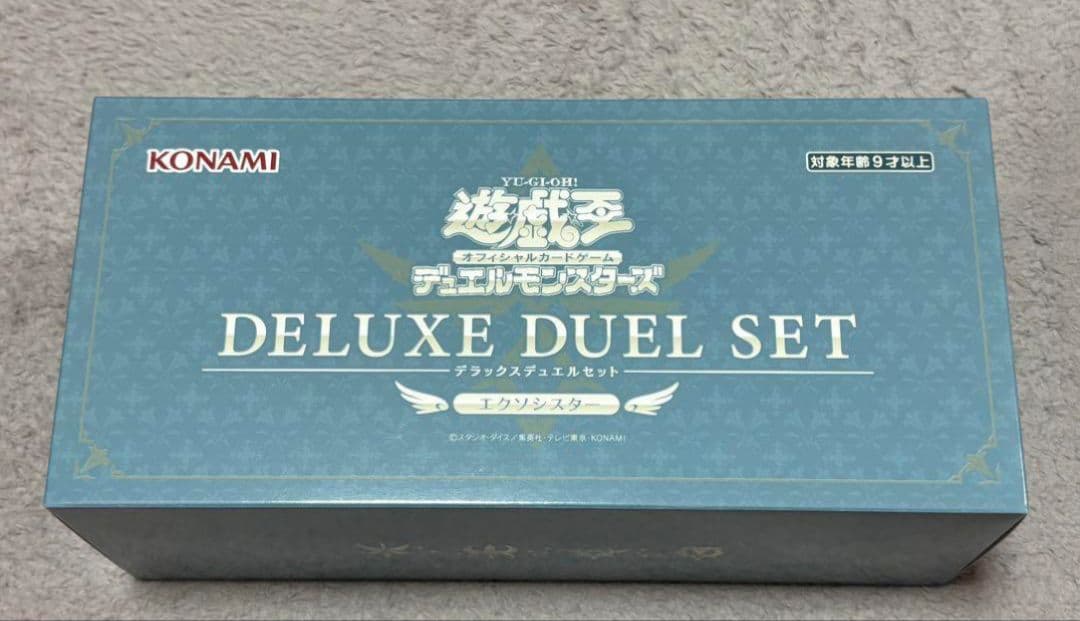 KONAMI
対象年齢9才以上
YU-GI-OH!
遊戯王
オフィシャルカードゲーム
デュエルモンスターズ
DELUXE DUEL SET
デラックスデュエルセット
エクソシスター
©スタジオ・ダイス/集英社・テレビ東京・KONAMI